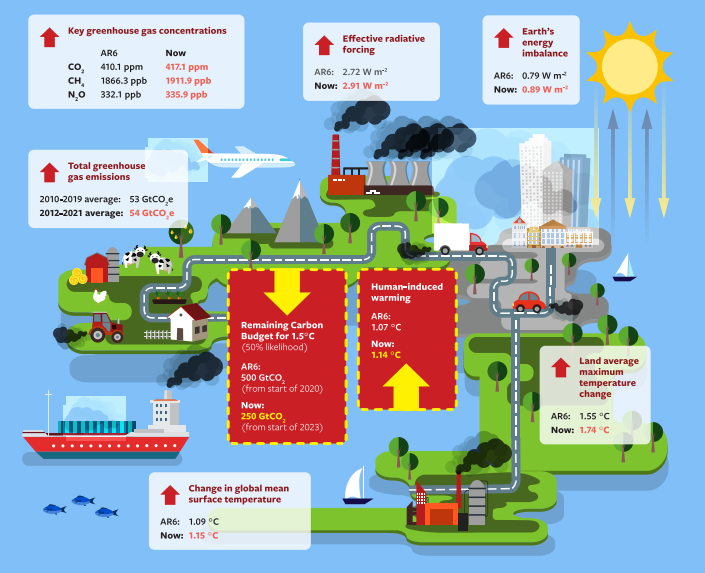 Key greenhouse gas concentrations
AR6 Now
CO₂ 410.1 ppm 417.1 ppm
CH₄ 1866.3 ppb 1911.9 ppb
N₂O 332.1 ppb 335.9 ppb
Effective radiative
forcing
AR6: 2.72 W m⁻²
Now: 2.91 W m⁻²
Earth's
energy
imbalance
AR6: 0.79 W m⁻²
Now: 0.89 W m⁻²
Total greenhouse
gas emissions
2010-2019 average: 53 GtCO₂e
2012-2021 average: 54 GtCO₂e
Remaining Carbon
Budget for 1.5°C
(50% likelihood)
AR6:
500 GtCO₂
(from start of 2020)
Now:
250 GtCO₂
(from start of 2023)
Human-induced
warming
AR6:
1.07 °C
Now:
1.14 °C
Land average
maximum
temperature
change
AR6: 1.55 °C
Now: 1.74 °C
Change in global mean
surface temperature
AR6: 1.09 °C
Now: 1.15 °C